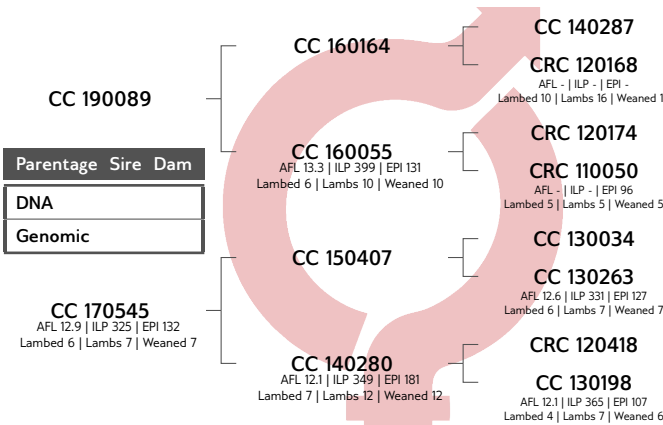 CC 190089
Parentage Sire Dam
DNA
Genomic
CC 170545
AFL 12.9 | ILP 325 | EPI 132
Lambed 6 | Lambs 7 | Weaned 7
CC 160164
CC 160055
AFL 13.3 | ILP 399 | EPI 131
Lambed 6 | Lambs 10 | Weaned 10
CC 150407
CC 140280
AFL 12.1 | ILP 349 | EPI 181
Lambed 7 | Lambs 12 | Weaned 12
CC 140287
CRC 120168
AFL - | ILP - | EPI -
Lambed 10 | Lambs 16 | Weaned 1
CRC 120174
CRC 110050
AFL - | ILP - | EPI 96
Lambed 5 | Lambs 5 | Weaned 5
CC 130034
CC 130263
AFL 12.6 | ILP 331 | EPI 127
Lambed 6 | Lambs 7 | Weaned 7
CRC 120418
CC 130198
AFL 12.1 | ILP 365 | EPI 107
Lambed 4 | Lambs 7 | Weaned 6